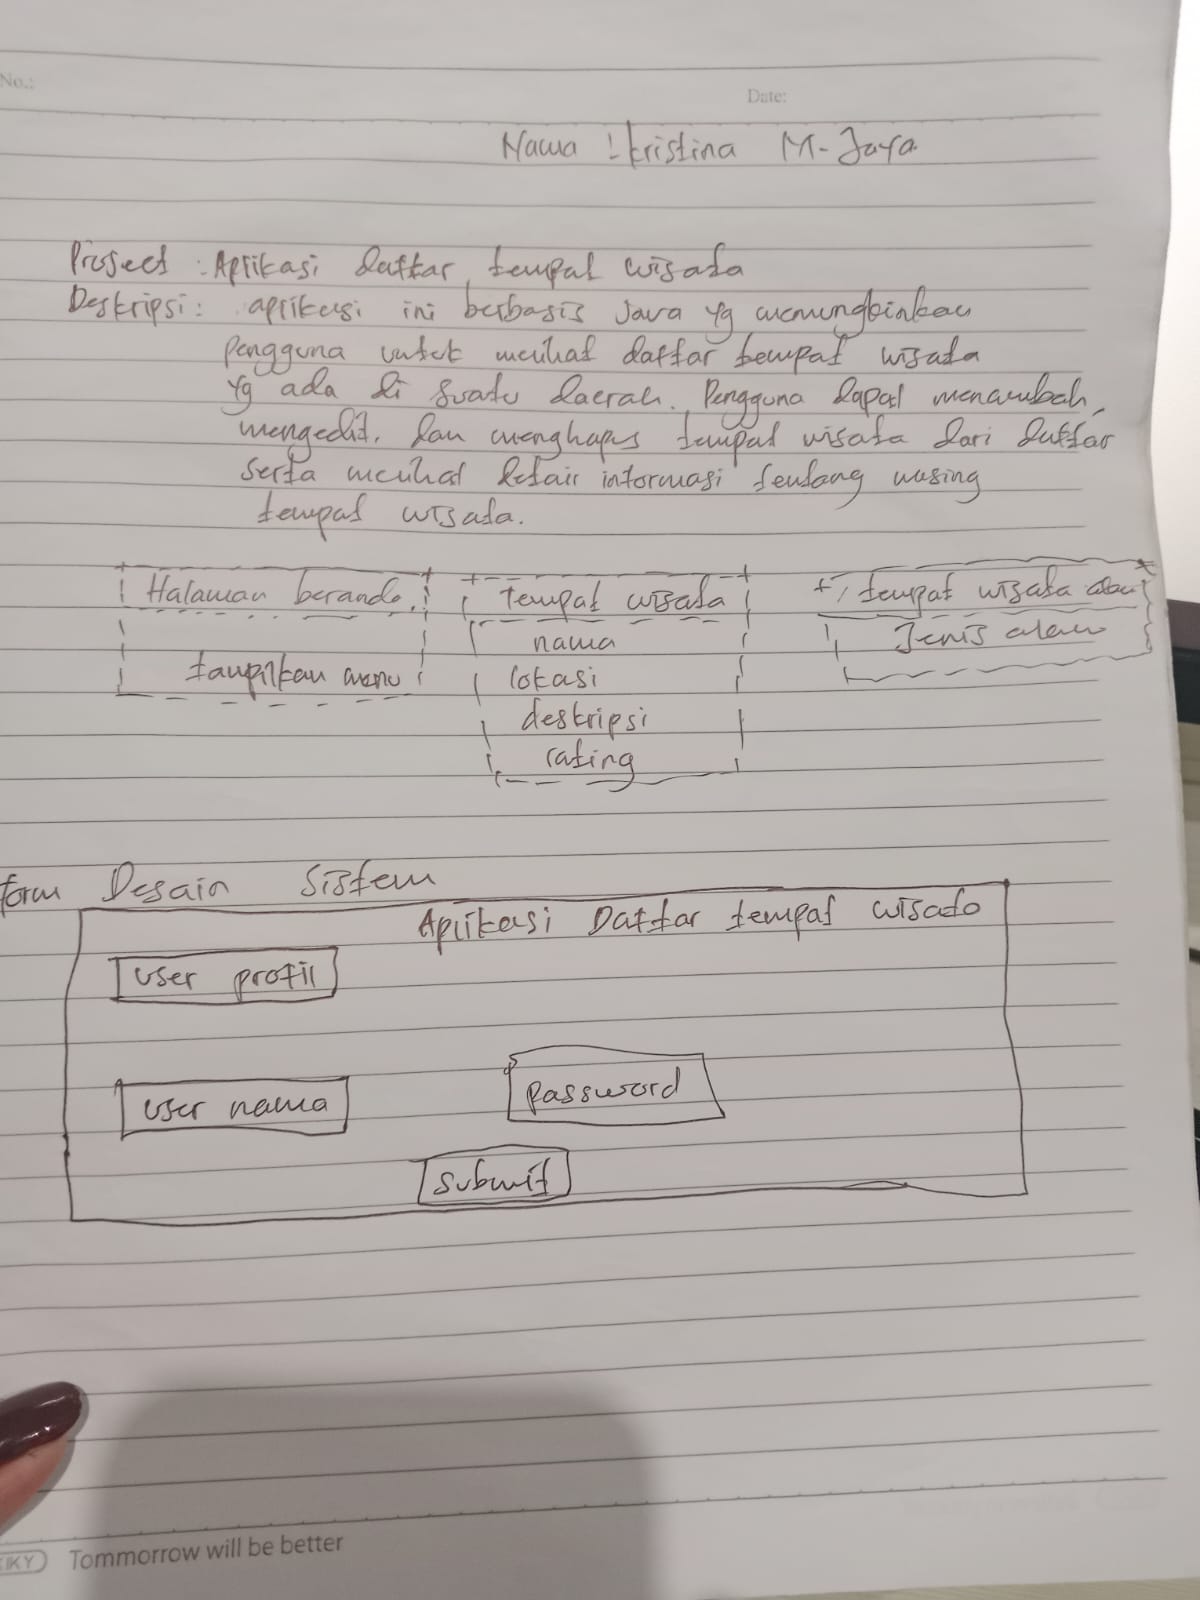 No.:
Date:
Nama : kristina M. Jaya
Project : Aplikasi daftar tempat wisata
Deskripsi : aplikasi ini berbasis Java yg memungkinkan
pengguna untuk melihat daftar tempat wisata
yg ada di suatu daerah. Pengguna dapat menambah,
mengedit, dan menghapus tempat wisata dari daftar
serta melihat detail informasi tentang masing
tempat wisata.
Halaman beranda tempat wisata tempat wisata alam
nama Jenis alam
tampilkan menu lokasi
deskripsi
rating
form Desain Sistem
Aplikasi Daftar tempat wisata
user profil
user nama password
submit
KIKY Tommorrow will be better